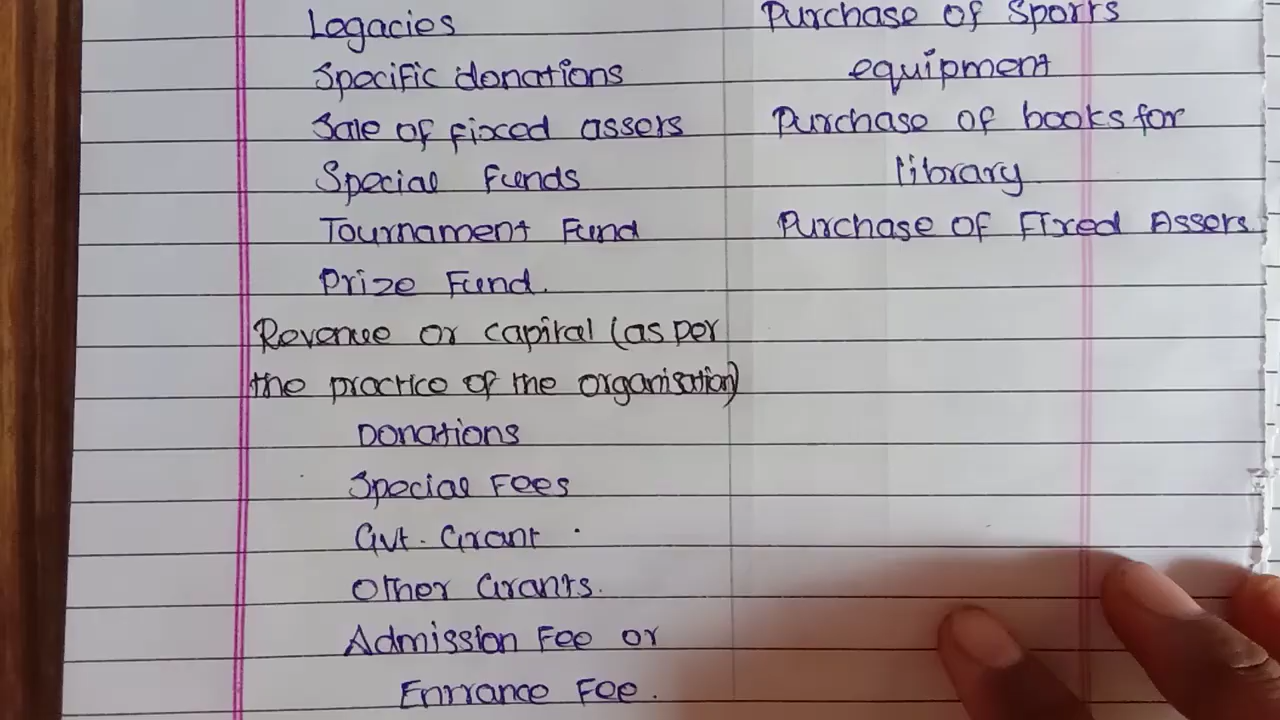 Legacies
Specific donations
Sale of fixed assets
Special Funds
Tournament Fund
Prize Fund.
Revenue or capital (as per
the practice of the organisation)
Donations
Special Fees
Gvt. Grant
Other Grants.
Admission Fee or
Entrance Fee.
Purchase of Sports
equipment
Purchase of books for
library
Purchase of Fixed Assets